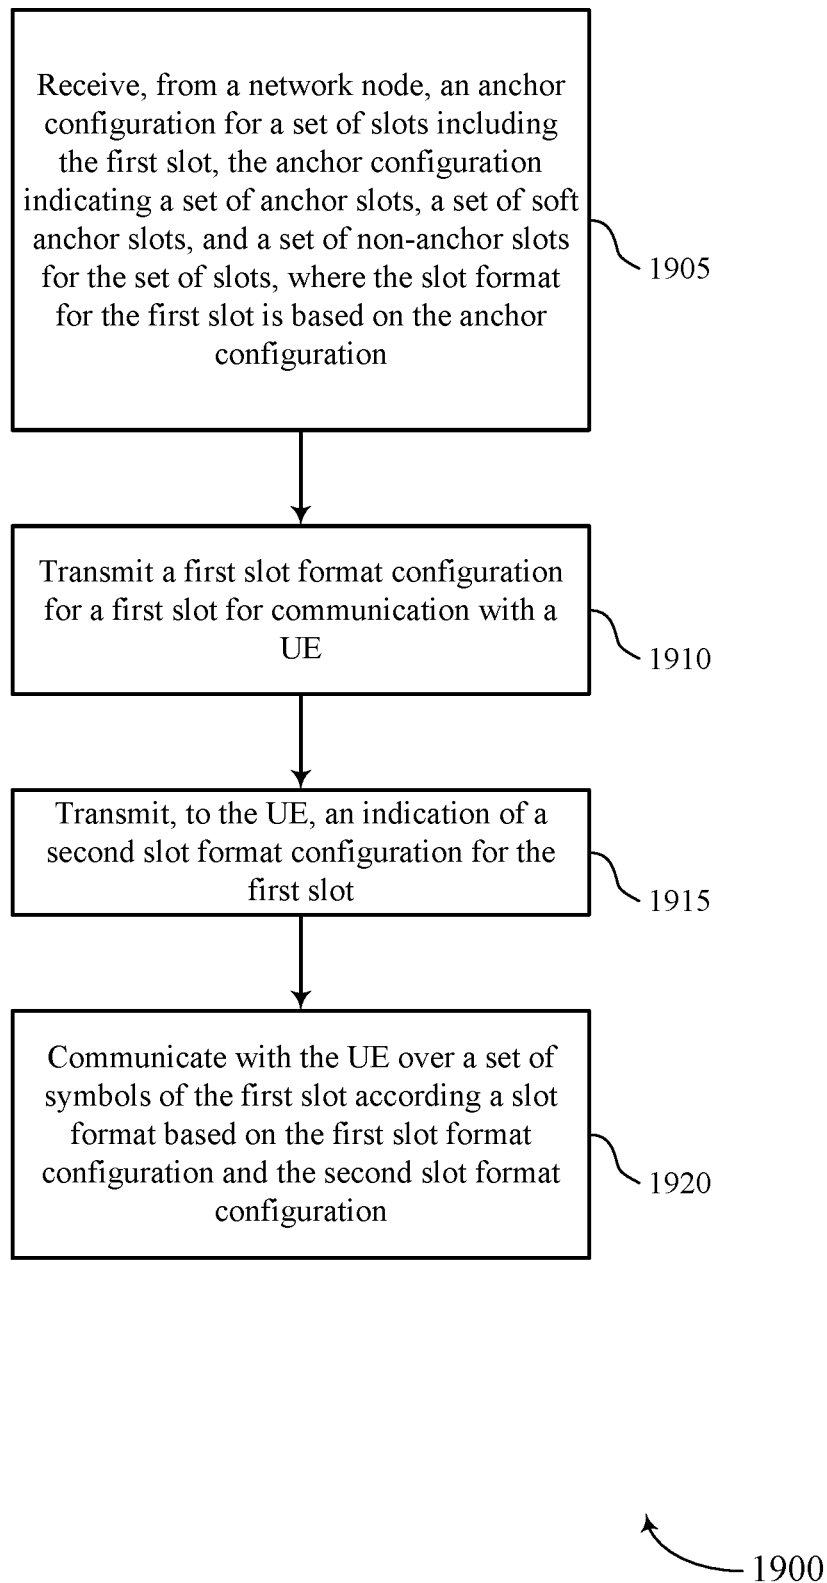 Receive, from a network node, an anchor
configuration for a set of slots including
the first slot, the anchor configuration
indicating a set of anchor slots, a set of soft
anchor slots, and a set of non-anchor slots
for the set of slots, where the slot format
for the first slot is based on the anchor
configuration
1905
Transmit a first slot format configuration
for a first slot for communication with a
UE
1910
Transmit, to the UE, an indication of a
second slot format configuration for the
first slot
1915
Communicate with the UE over a set of
symbols of the first slot according a slot
format based on the first slot format
configuration and the second slot format
configuration
1920
1900